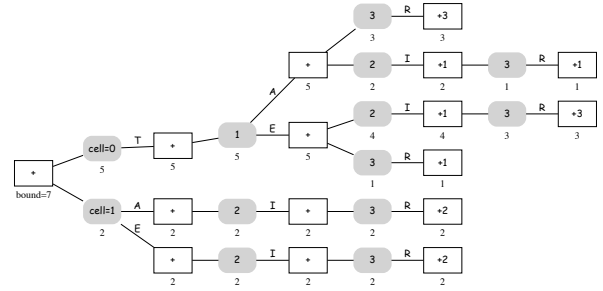 3 R +3
3 3
A + 2 I +1 3 R +1
5 2 2 1 1
2 I +1 3 R +3
4 4 3 3
cell=0 T + 1 E +
5 5 5 5
3 R +1
1 1
+
bound=7
cell=1 A + 2 I + 3 R +2
2 2 2 2 2 2
E + 2 I + 3 R +2
2 2 2 2 2